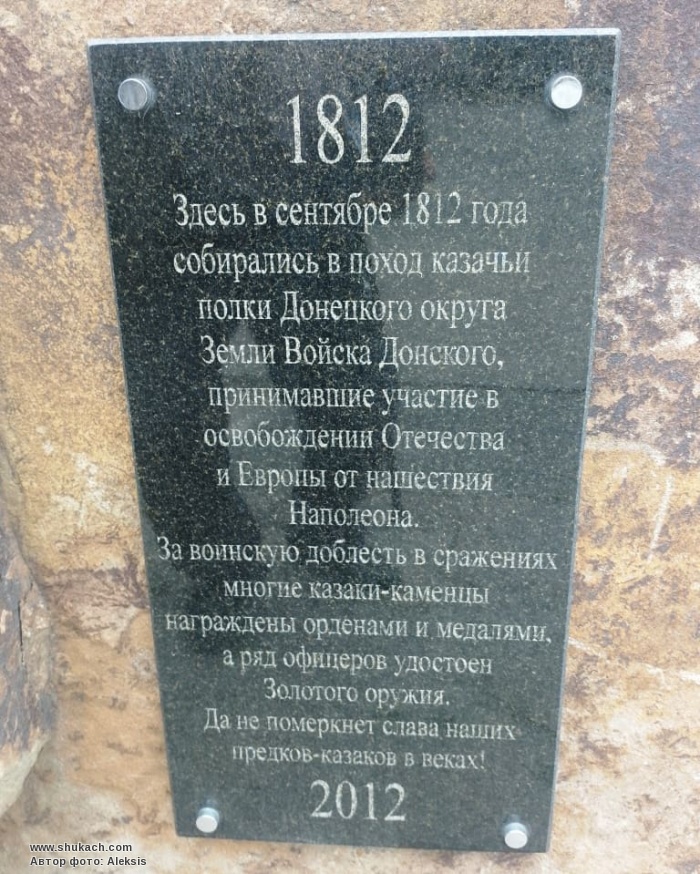 1812
Здесь в сентябре 1812 года
собирались в поход казачьи
полки Донецкого округа
Земли Войска Донского,
принимавшие участие в
освобождении Отечества
и Европы от нашествия
Наполеона.
За воинскую доблесть в сражениях
многие казаки-каменцы
награждены орденами и медалями,
а ряд офицеров удостоен
Золотого оружия.
Да не померкнет слава наших
предков-казаков в веках!
2012
www.shukach.com
Автор фото: Aleksis